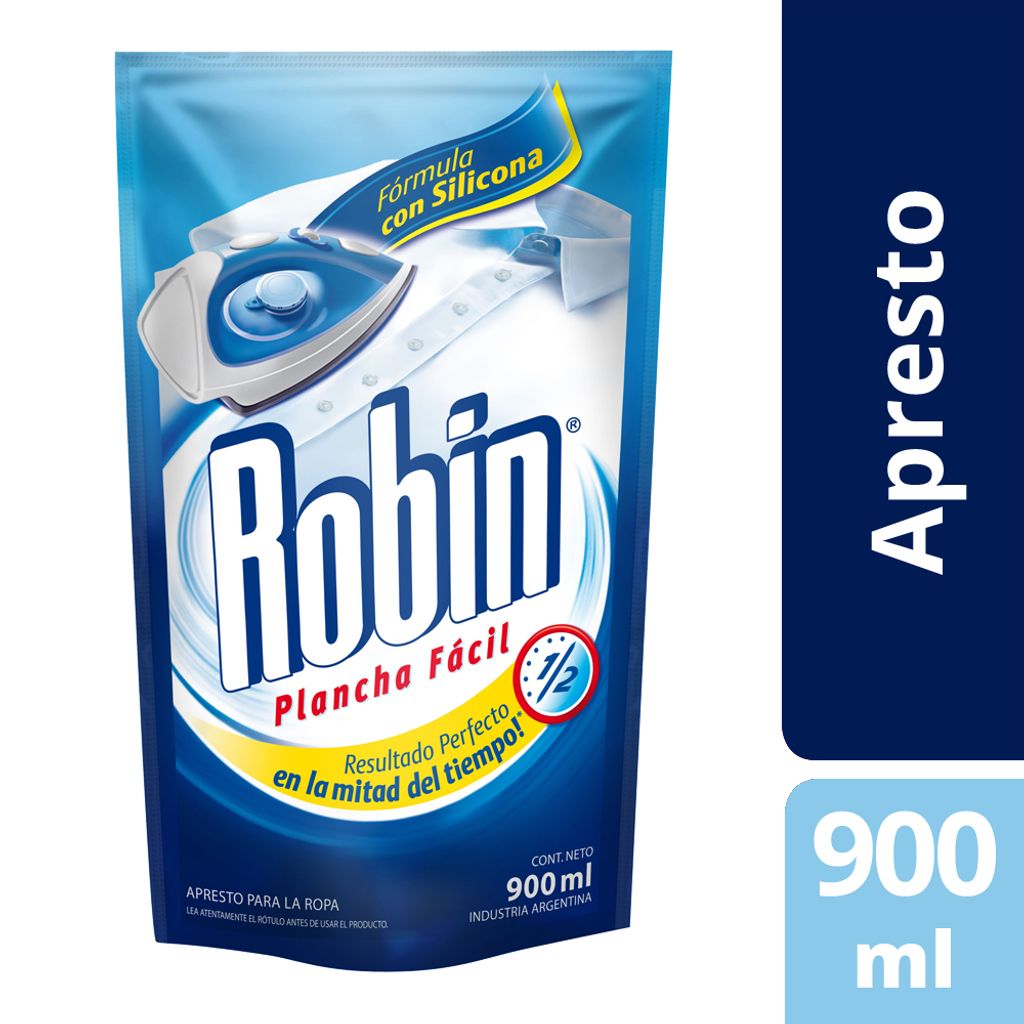 Fórmula
con Silicona
Robin®
Plancha Fácil
1/2
Resultado Perfecto
en la mitad del tiempo!*
CONT. NETO
900 ml
INDUSTRIA ARGENTINA
APRESTO PARA LA ROPA
LEA ATENTAMENTE EL RÓTULO ANTES DE USAR EL PRODUCTO.
Apresto
900
ml